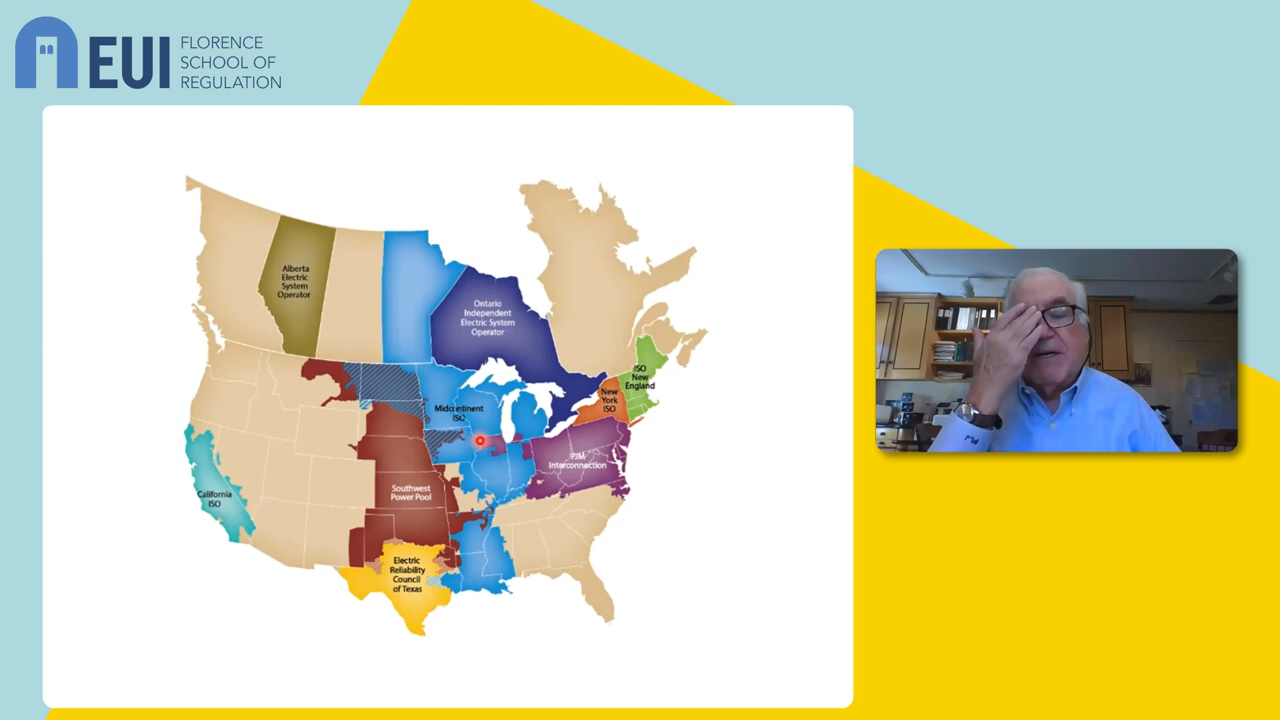 EUI
FLORENCE
SCHOOL OF
REGULATION
Alberta
Electric
System
Operator
Ontario
Independent
Electric System
Operator
ISO
New
England
New
York
ISO
Midcontinent
ISO
PJM
Interconnection
California
ISO
Southwest
Power Pool
Electric
Reliability
Council
of Texas